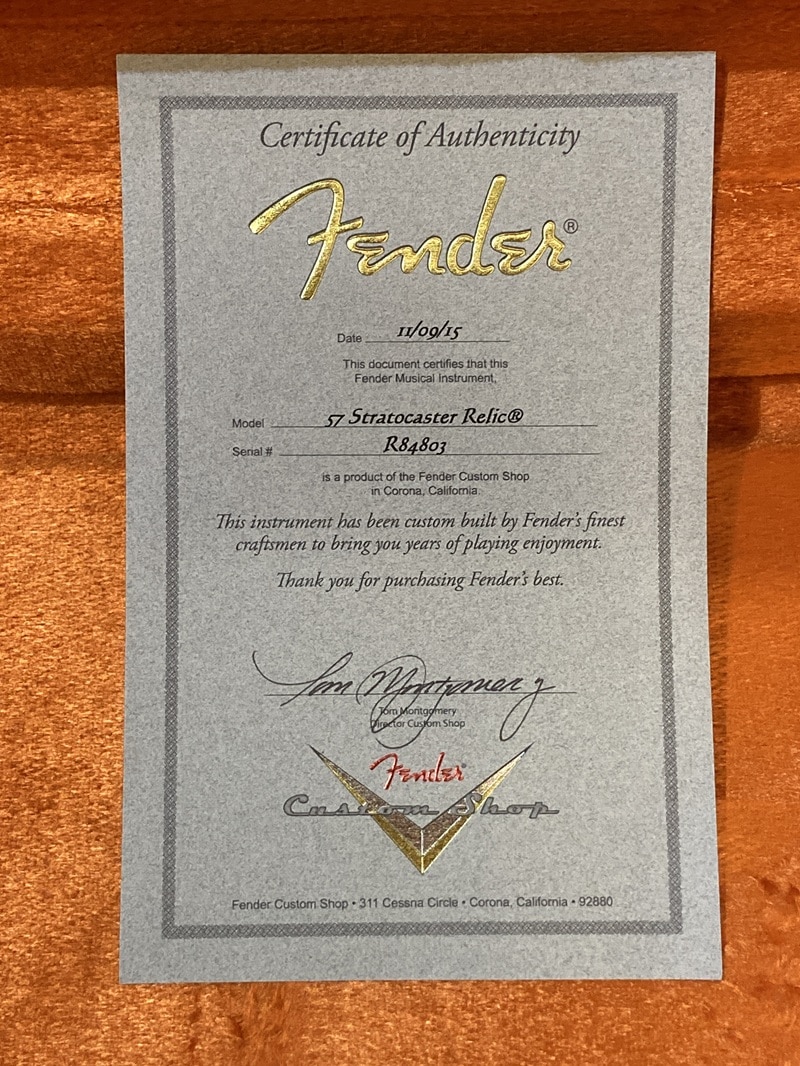 Certificate of Authenticity
Fender®
Date 11/09/15
This document certifies that this
Fender Musical Instrument,
Model 57 Stratocaster Relic®
Serial # R84803
is a product of the Fender Custom Shop
in Corona, California.
This instrument has been custom built by Fender's finest
craftsmen to bring you years of playing enjoyment.
Thank you for purchasing Fender's best.
Tom Montgomery
Tom Montgomery
Director Custom Shop
Fender®
Custom Shop
Fender Custom Shop • 311 Cessna Circle • Corona, California • 92880